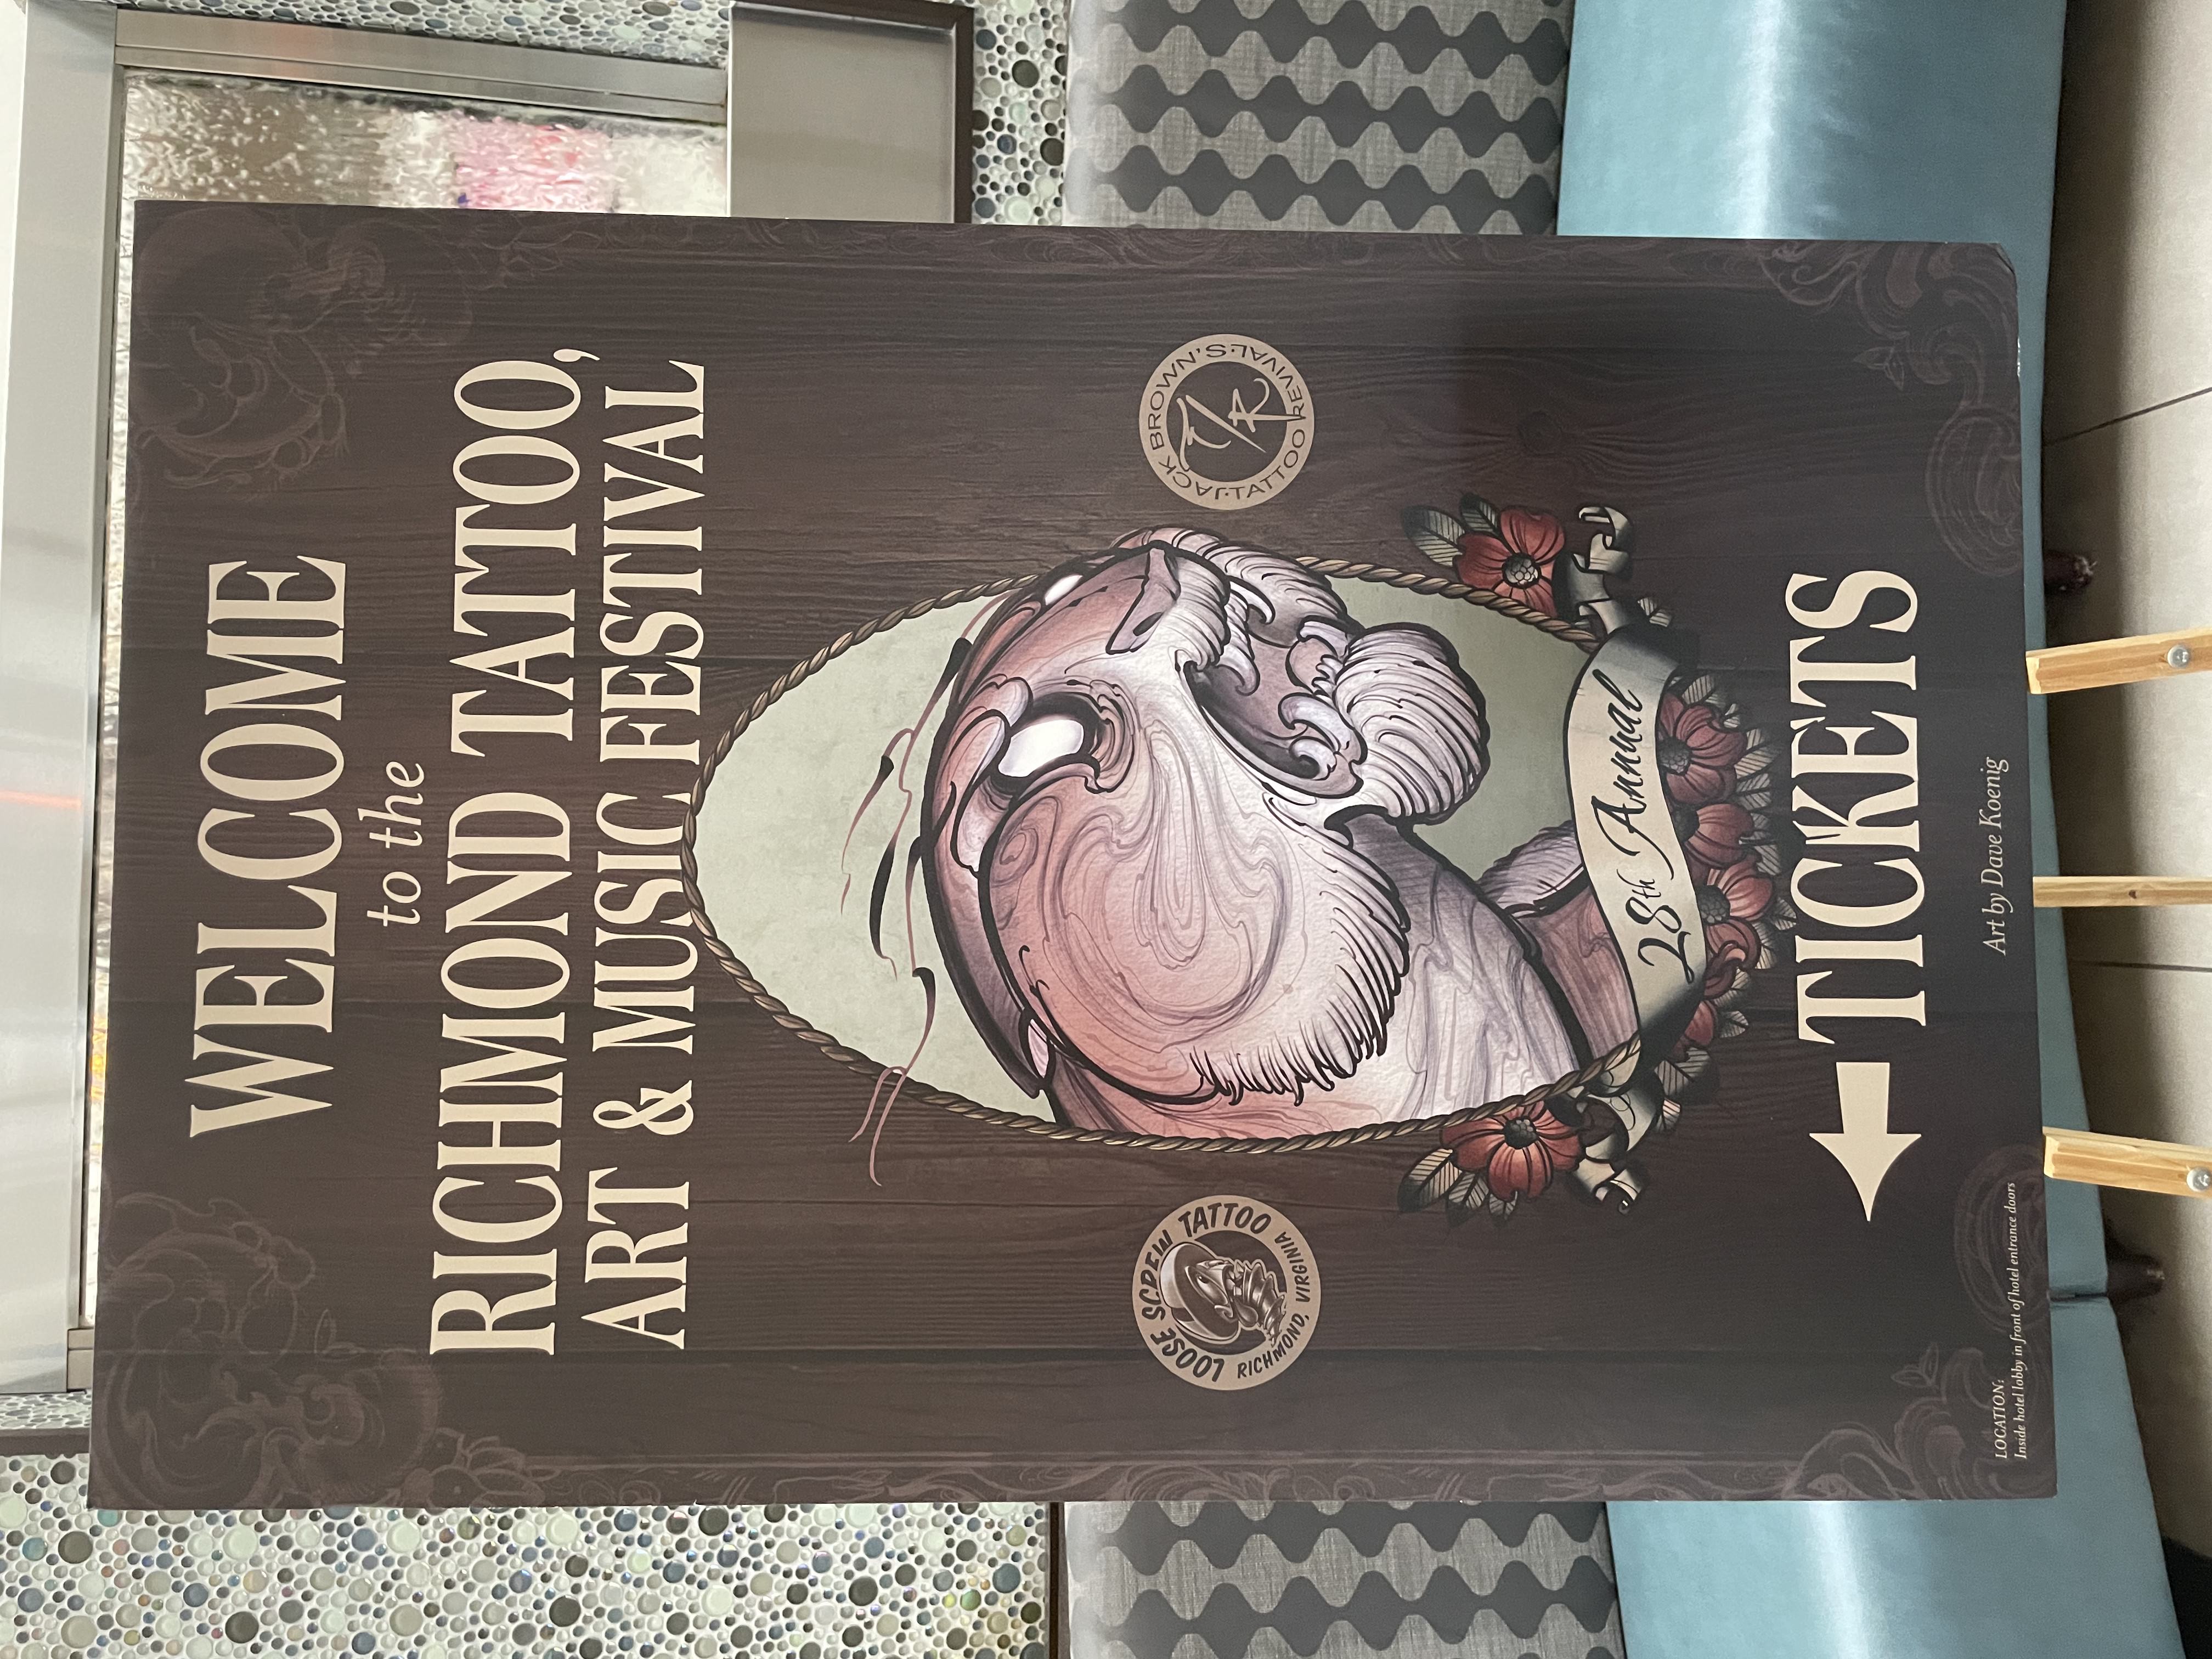 WELCOME
to the
RICHMOND TATTOO,
ART & MUSIC FESTIVAL
LOOSE SCREW TATTOO
RICHMOND, VIRGINIA
JACK BROWN'S
TATTOO REVIVAL
28th Annual
TICKETS
Art by Dave Koenig
LOCATION:
Inside hotel lobby in front of hotel entrance doors